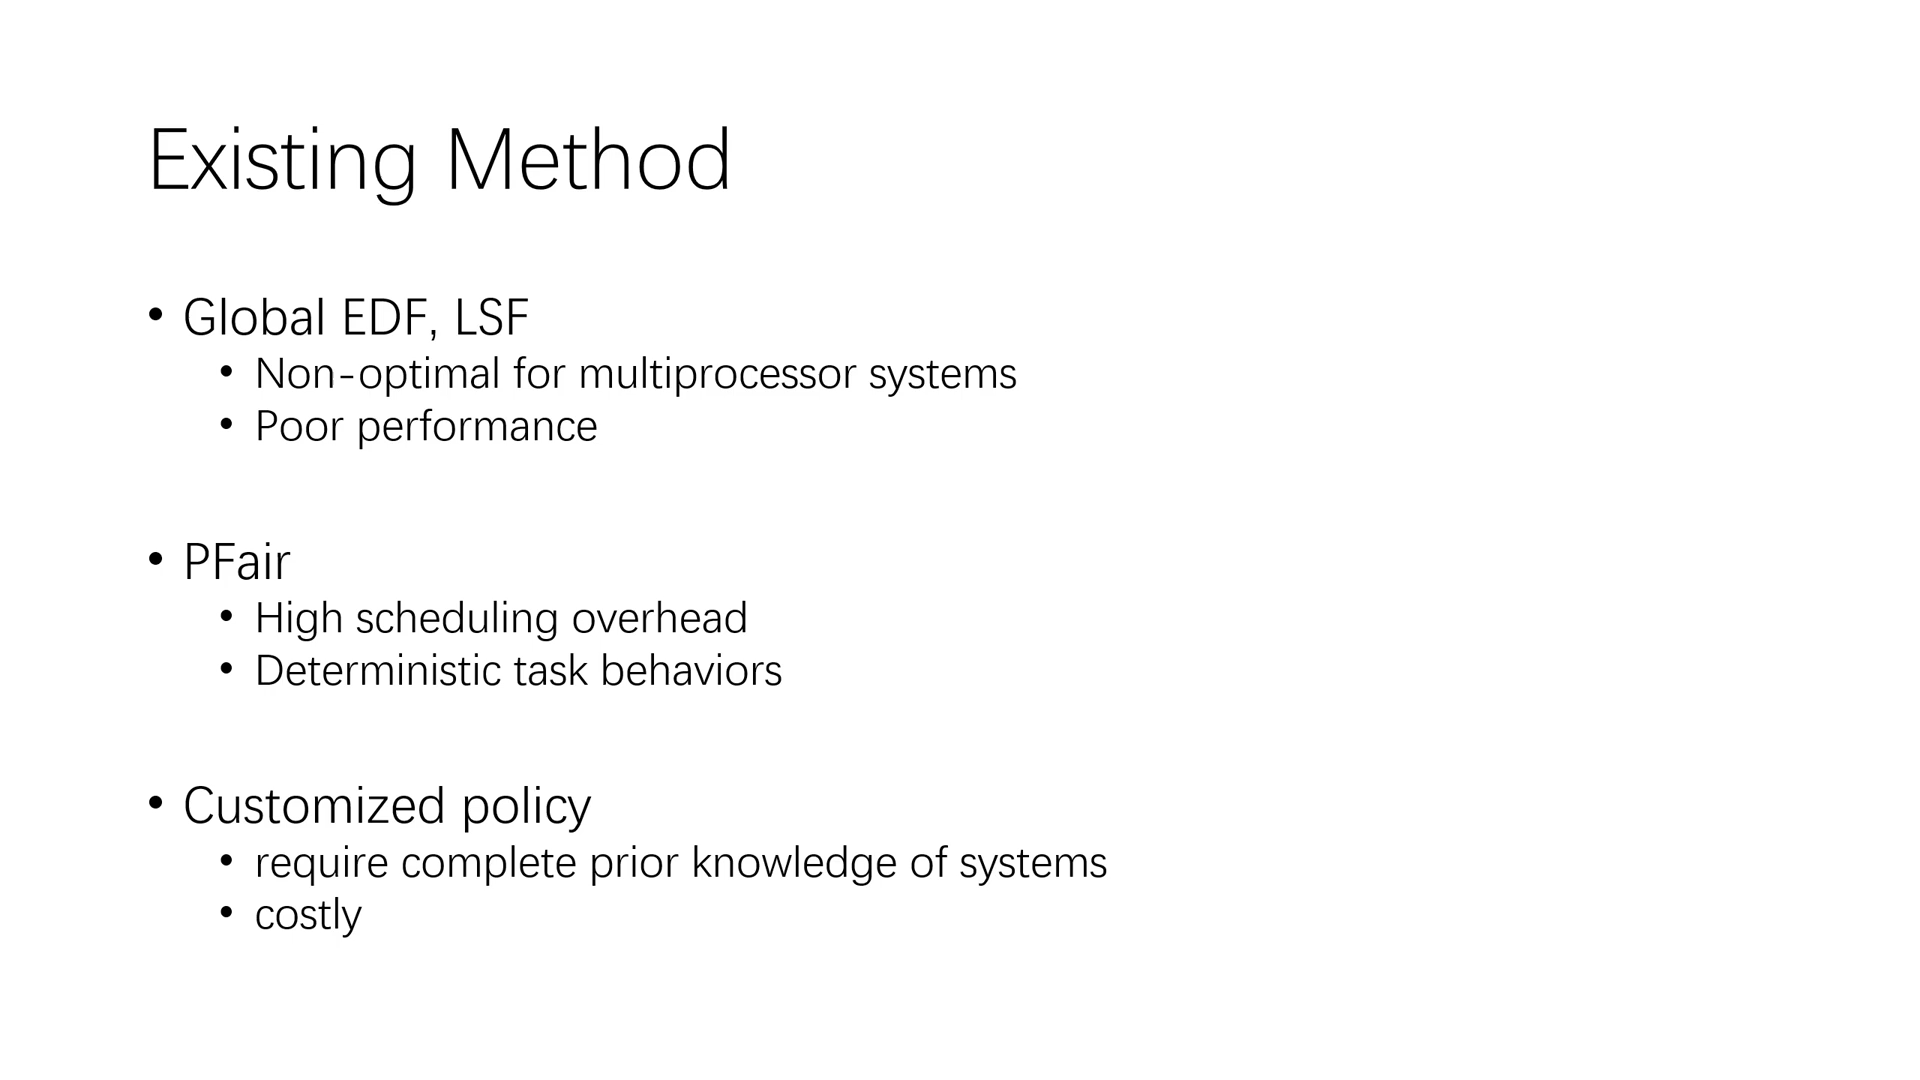 Existing Method
• Global EDF, LSF
• Non-optimal for multiprocessor systems
• Poor performance
• PFair
• High scheduling overhead
• Deterministic task behaviors
• Customized policy
• require complete prior knowledge of systems
• costly